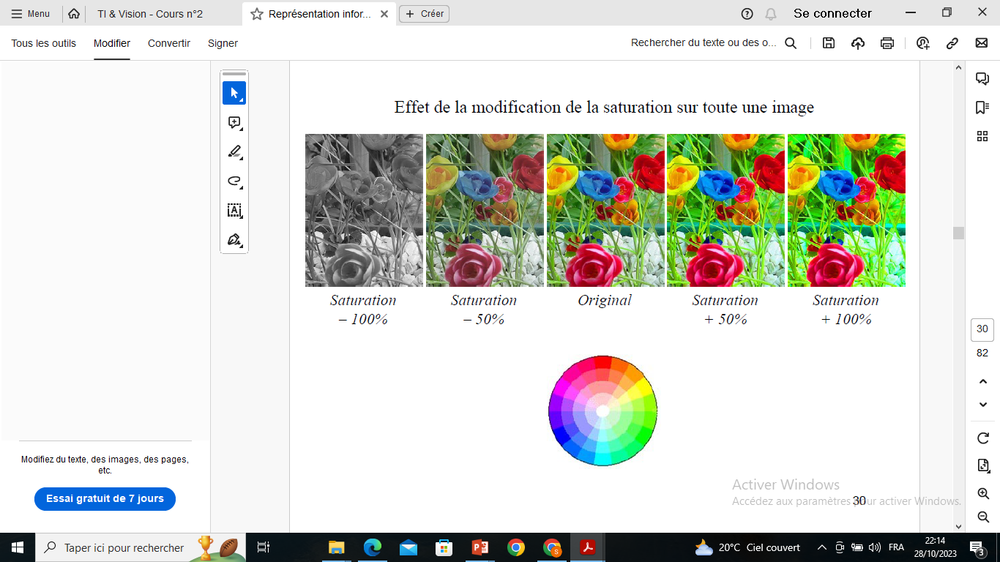 Menu
TI & Vision - Cours n°2
Représentation infor...
Créer
Se connecter
Tous les outils
Modifier
Convertir
Signer
Rechercher du texte ou des o...
Effet de la modification de la saturation sur toute une image
Saturation
– 100%
Saturation
– 50%
Original
Saturation
+ 50%
Saturation
+ 100%
30
82
Modifiez du texte, des images, des pages,
etc.
Essai gratuit de 7 jours
Activer Windows
Accédez aux paramètres pour activer Windows.
30
Taper ici pour rechercher
20°C Ciel couvert
FRA
22:14
28/10/2023
3